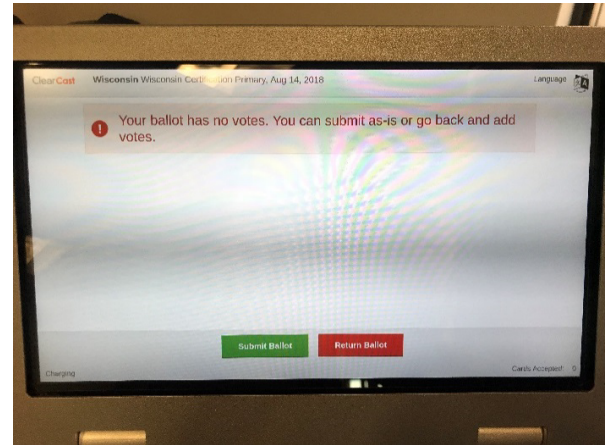 ClearCast Wisconsin Wisconsin Certification Primary, Aug 14, 2018 Language
Your ballot has no votes. You can submit as-is or go back and add
votes.
Submit Ballot Return Ballot
Charging Cards Accepted: 0